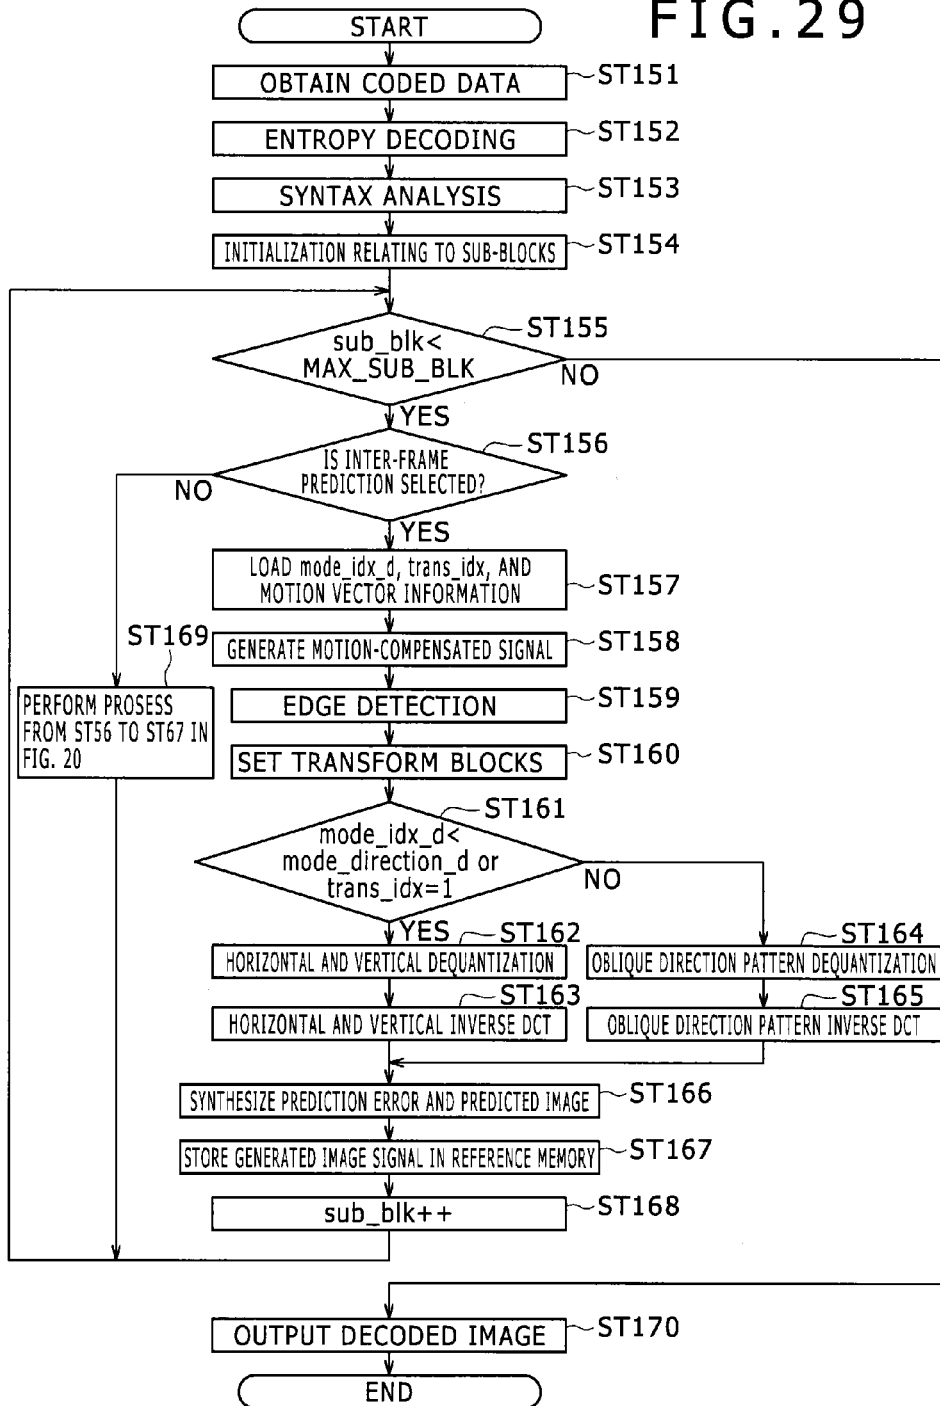 FIG.29
START
OBTAIN CODED DATA
ST151
ENTROPY DECODING
ST152
SYNTAX ANALYSIS
ST153
INITIALIZATION RELATING TO SUB-BLOCKS
ST154
ST155
sub_blk<
MAX_SUB_BLK
NO
YES
ST156
IS INTER-FRAME
PREDICTION SELECTED?
NO
YES
LOAD mode_idx_d, trans_idx, AND
MOTION VECTOR INFORMATION
ST157
GENERATE MOTION-COMPENSATED SIGNAL
ST158
ST169
PERFORM PROSESS
FROM ST56 TO ST67 IN
FIG. 20
EDGE DETECTION
ST159
SET TRANSFORM BLOCKS
ST160
ST161
mode_idx_d<
mode_direction_d or
trans_idx=1
NO
YES
ST162
HORIZONTAL AND VERTICAL DEQUANTIZATION
ST164
OBLIQUE DIRECTION PATTERN DEQUANTIZATION
ST163
HORIZONTAL AND VERTICAL INVERSE DCT
ST165
OBLIQUE DIRECTION PATTERN INVERSE DCT
SYNTHESIZE PREDICTION ERROR AND PREDICTED IMAGE
ST166
STORE GENERATED IMAGE SIGNAL IN REFERENCE MEMORY
ST167
sub_blk++
ST168
OUTPUT DECODED IMAGE
ST170
END